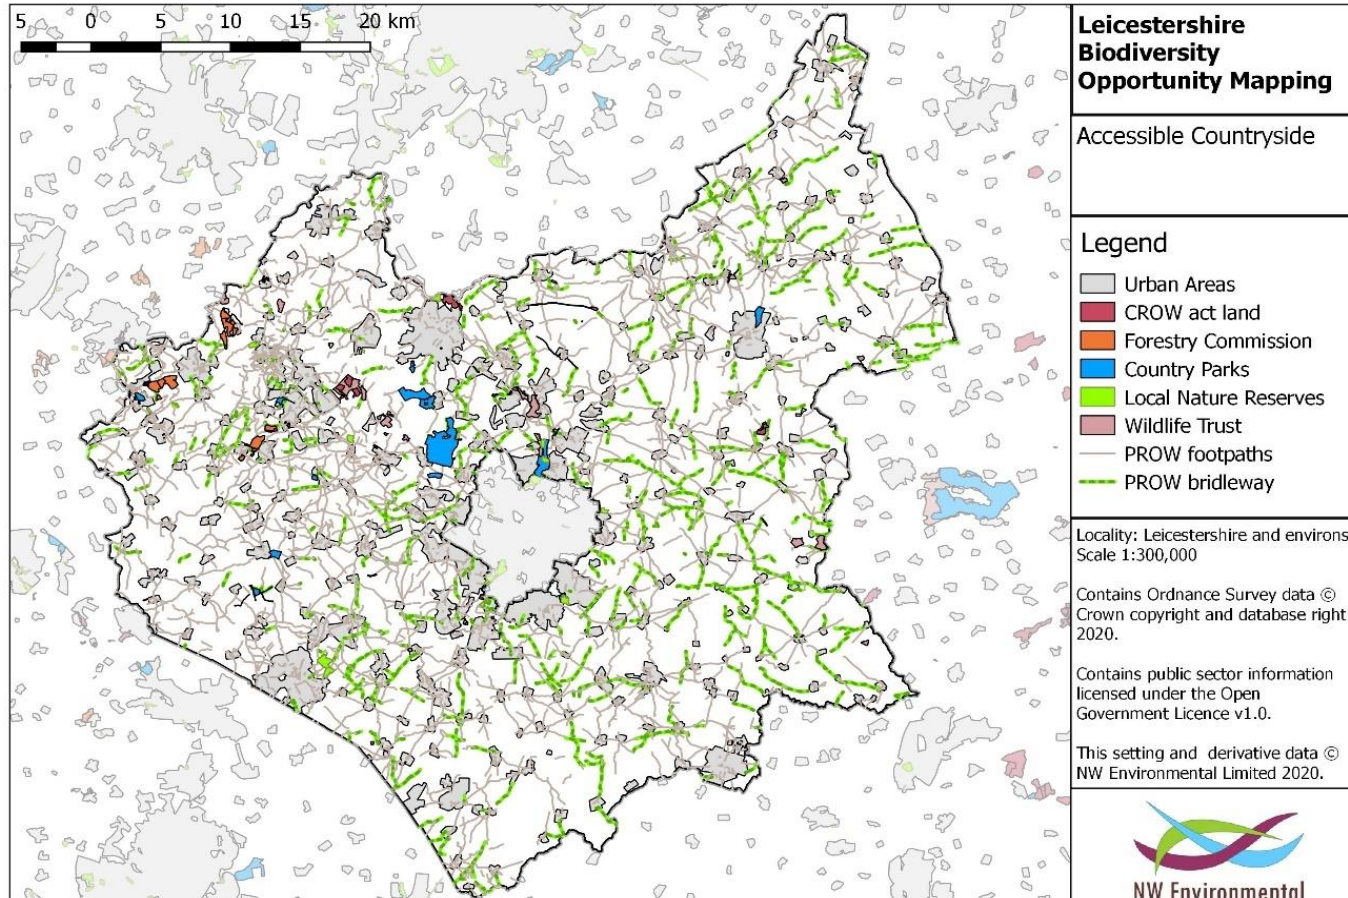 5 0 5 10 15 20 km
Leicestershire
Biodiversity
Opportunity Mapping
Accessible Countryside
Legend
Urban Areas
CROW act land
Forestry Commission
Country Parks
Local Nature Reserves
Wildlife Trust
PROW footpaths
PROW bridleway
Locality: Leicestershire and environs
Scale 1:300,000
Contains Ordnance Survey data ©
Crown copyright and database right
2020.
Contains public sector information
licensed under the Open
Government Licence v1.0.
This setting and derivative data ©
NW Environmental Limited 2020.
NW Environmental